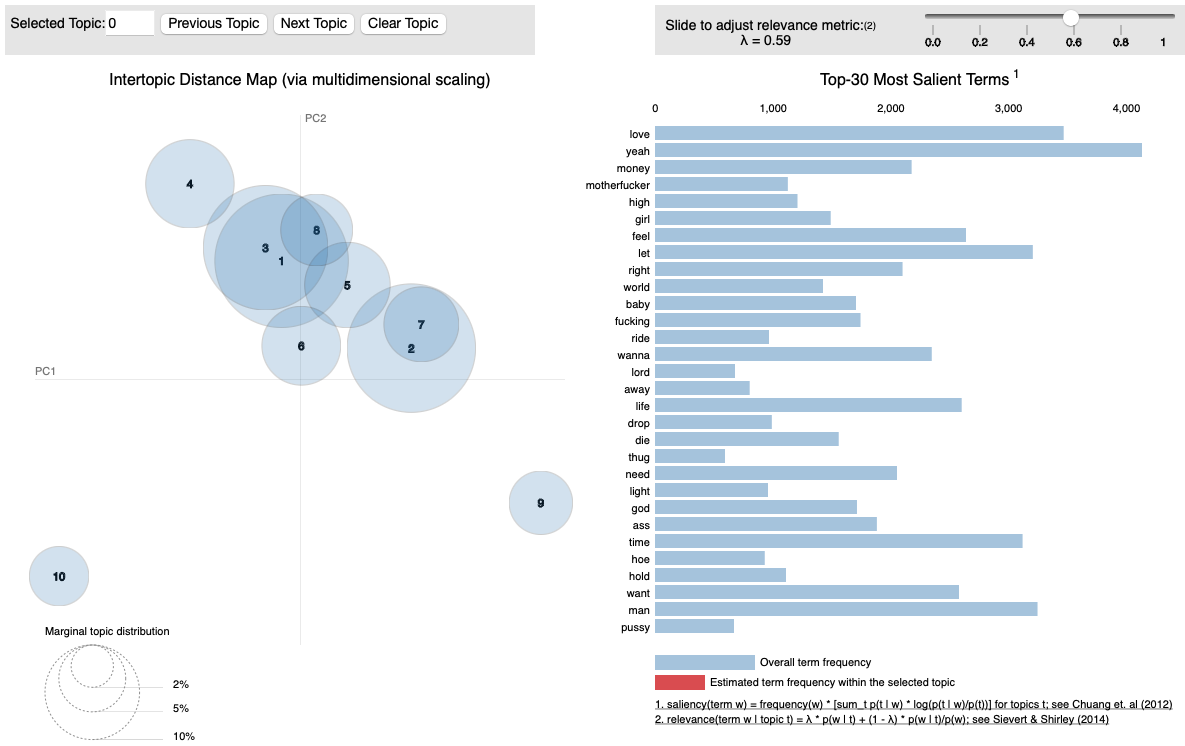 Selected Topic: 0 Previous Topic Next Topic Clear Topic
Slide to adjust relevance metric:(2)
λ = 0.59
0.0 0.2 0.4 0.6 0.8 1
Intertopic Distance Map (via multidimensional scaling)
PC2
PC1
4
3
8
1
5
7
6
2
9
10
Marginal topic distribution
2%
5%
10%
Top-30 Most Salient Terms 1
0 1,000 2,000 3,000 4,000
love
yeah
money
motherfucker
high
girl
feel
let
right
world
baby
fucking
ride
wanna
lord
away
life
drop
die
thug
need
light
god
ass
time
hoe
hold
want
man
pussy
Overall term frequency
Estimated term frequency within the selected topic
1. saliency(term w) = frequency(w) * [sum_t p(t | w) * log(p(t | w)/p(t))] for topics t; see Chuang et. al (2012)
2. relevance(term w | topic t) = λ * p(w | t) + (1 - λ) * p(w | t)/p(w); see Sievert & Shirley (2014)